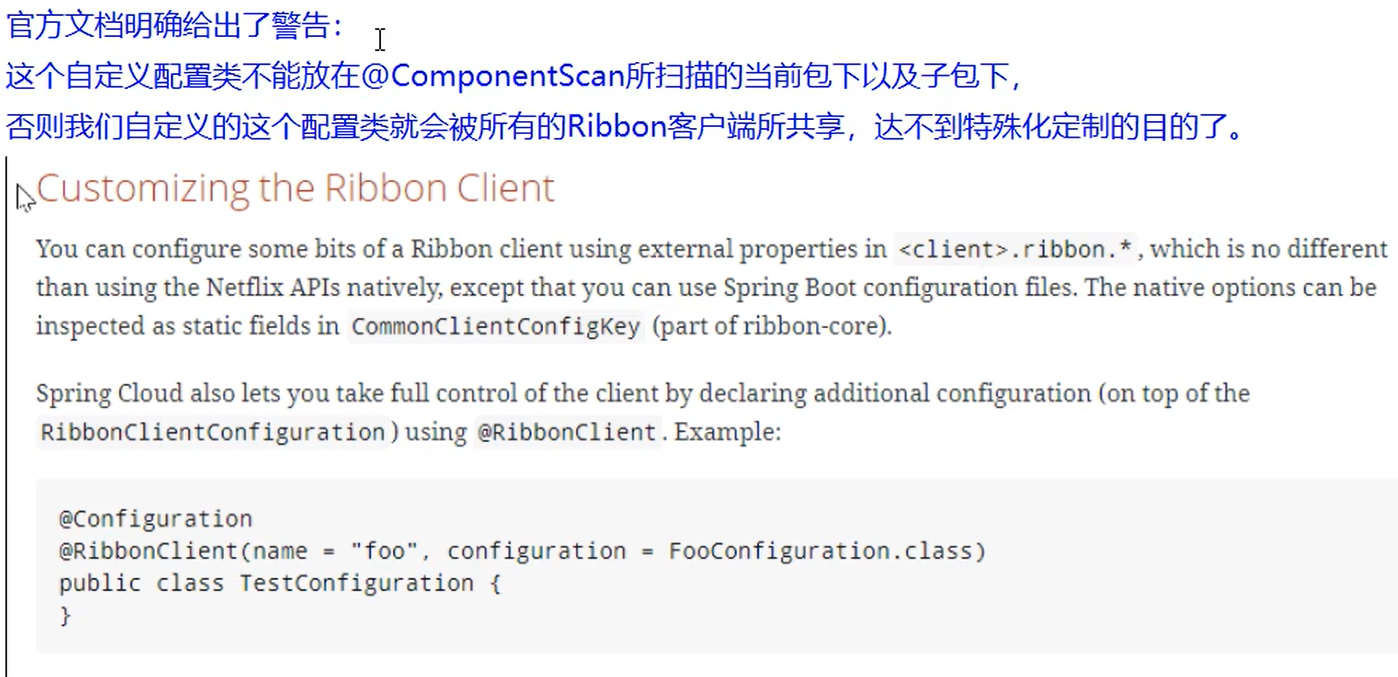 官方文档明确给出了警告：
这个自定义配置类不能放在@ComponentScan所扫描的当前包下以及子包下，
否则我们自定义的这个配置类就会被所有的Ribbon客户端所共享，达不到特殊化定制的目的了。
Customizing the Ribbon Client
You can configure some bits of a Ribbon client using external properties in <client>.ribbon.*, which is no different
than using the Netflix APIs natively, except that you can use Spring Boot configuration files. The native options can be
inspected as static fields in CommonClientConfigKey (part of ribbon-core).
Spring Cloud also lets you take full control of the client by declaring additional configuration (on top of the
RibbonClientConfiguration) using @RibbonClient. Example:
@Configuration
@RibbonClient(name = "foo", configuration = FooConfiguration.class)
public class TestConfiguration {
}